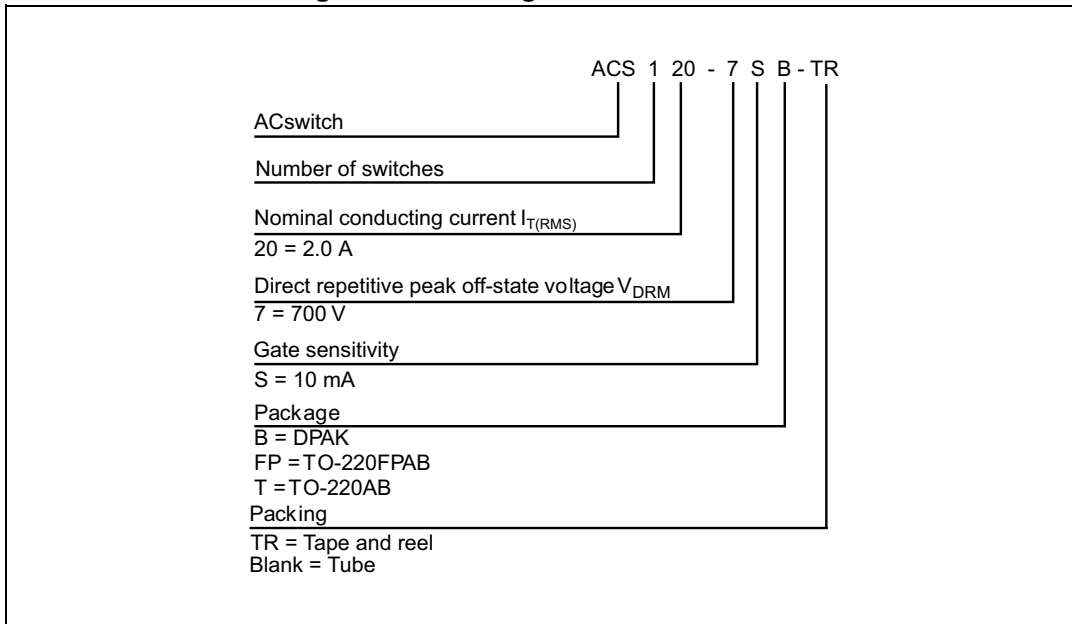 ACS 1 20 - 7 S B - TR
ACswitch
Number of switches
Nominal conducting current IT(RMS)
20 = 2.0 A
Direct repetitive peak off-state voltage VDRM
7 = 700 V
Gate sensitivity
S = 10 mA
Package
B = DPAK
FP = TO-220FPAB
T = TO-220AB
Packing
TR = Tape and reel
Blank = Tube